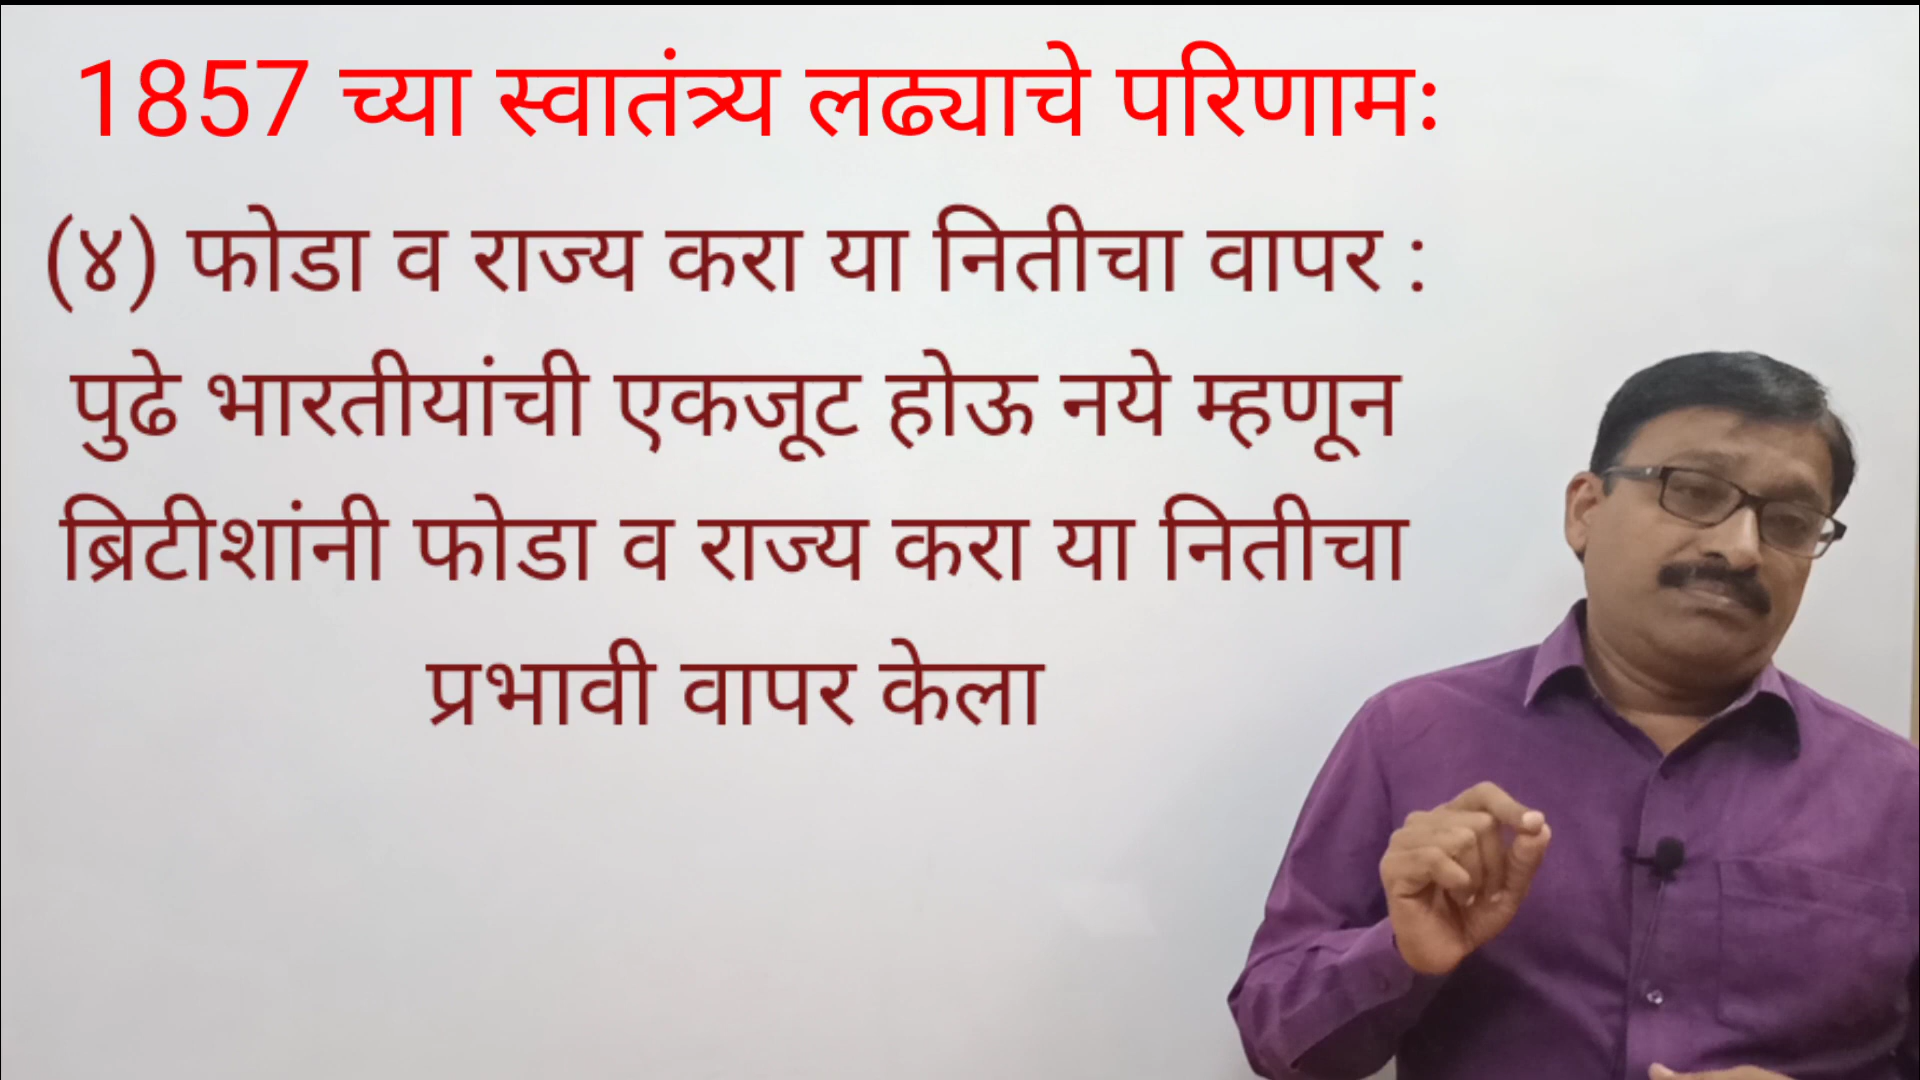 1857 च्या स्वातंत्र्य लढ्याचे परिणामः
(४) फोडा व राज्य करा या नितीचा वापर :
पुढे भारतीयांची एकजूट होऊ नये म्हणून
ब्रिटीशांनी फोडा व राज्य करा या नितीचा
प्रभावी वापर केला